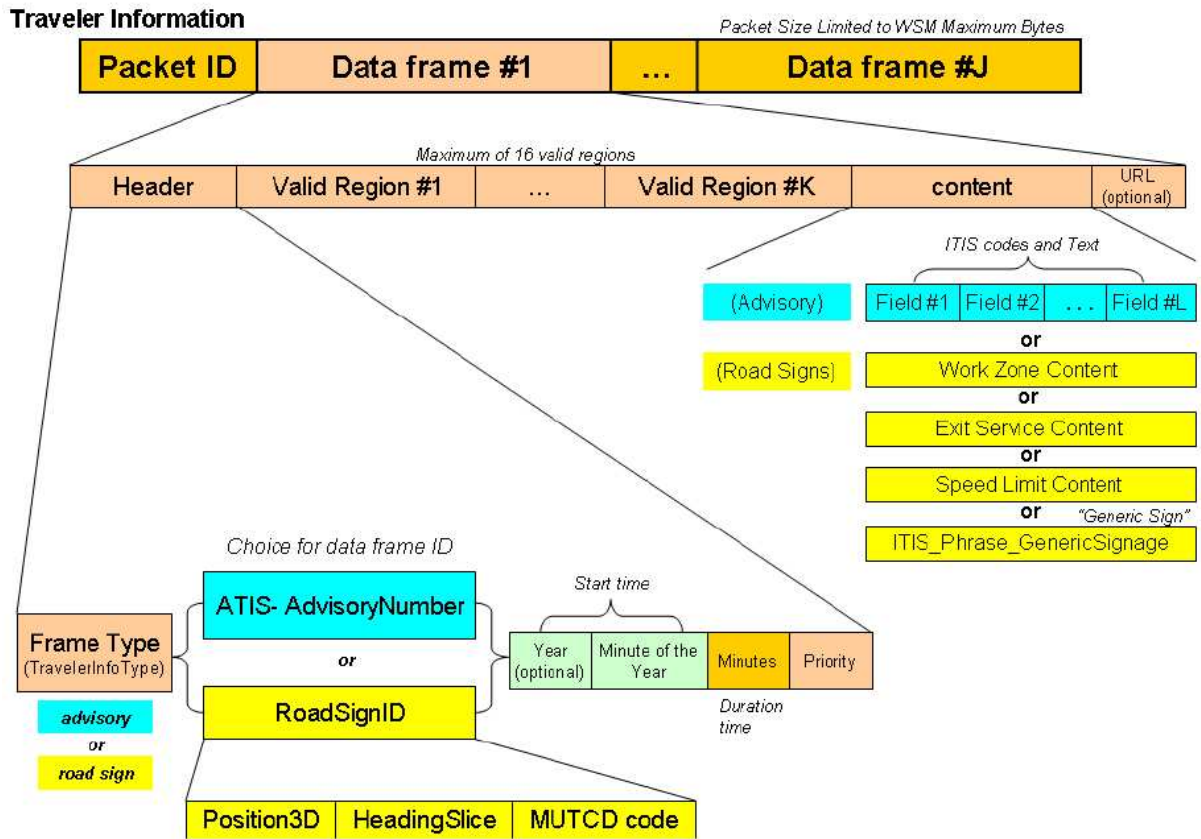 Traveler Information
Packet Size Limited to WSM Maximum Bytes
Packet ID
Data frame #1
...
Data frame #J
Maximum of 16 valid regions
Header
Valid Region #1
...
Valid Region #K
content
URL
(optional)
ITIS codes and Text
(Advisory)
Field #1
Field #2
...
Field #L
or
(Road Signs)
Work Zone Content
or
Exit Service Content
or
Speed Limit Content
or
"Generic Sign"
ITIS_Phrase_GenericSignage
Choice for data frame ID
ATIS- AdvisoryNumber
or
RoadSignID
Frame Type
(TravelerInfoType)
advisory
or
road sign
Start time
Year
(optional)
Minute of the
Year
Minutes
Priority
Duration
time
Position3D
HeadingSlice
MUTCD code